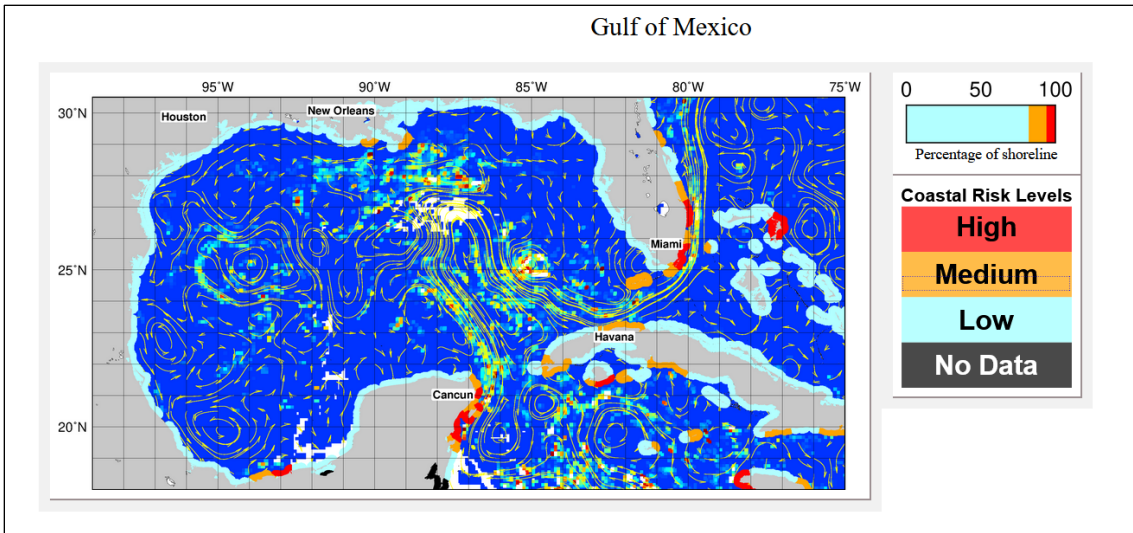 Gulf of Mexico
95°W 90°W 85°W 80°W 75°W
30°N
25°N
20°N
Houston
New Orleans
Miami
Havana
Cancun
0 50 100
Percentage of shoreline
Coastal Risk Levels
High
Medium
Low
No Data